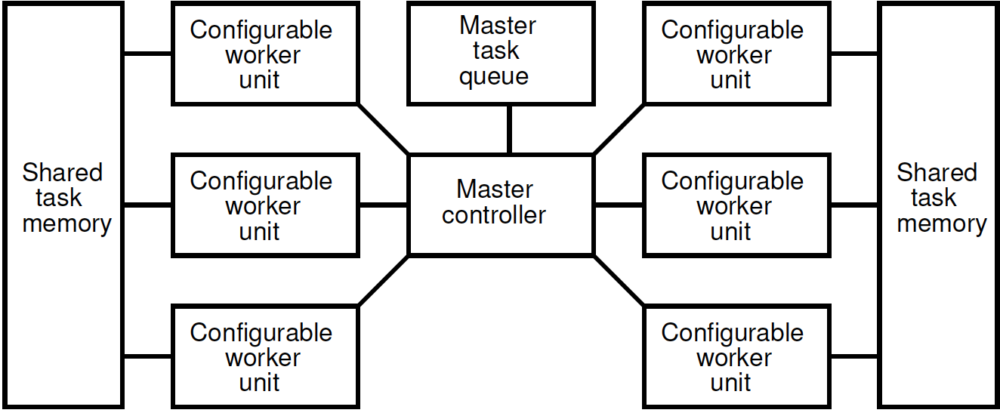 Shared
task
memory
Configurable
worker
unit
Configurable
worker
unit
Configurable
worker
unit
Master
task
queue
Master
controller
Configurable
worker
unit
Configurable
worker
unit
Configurable
worker
unit
Shared
task
memory